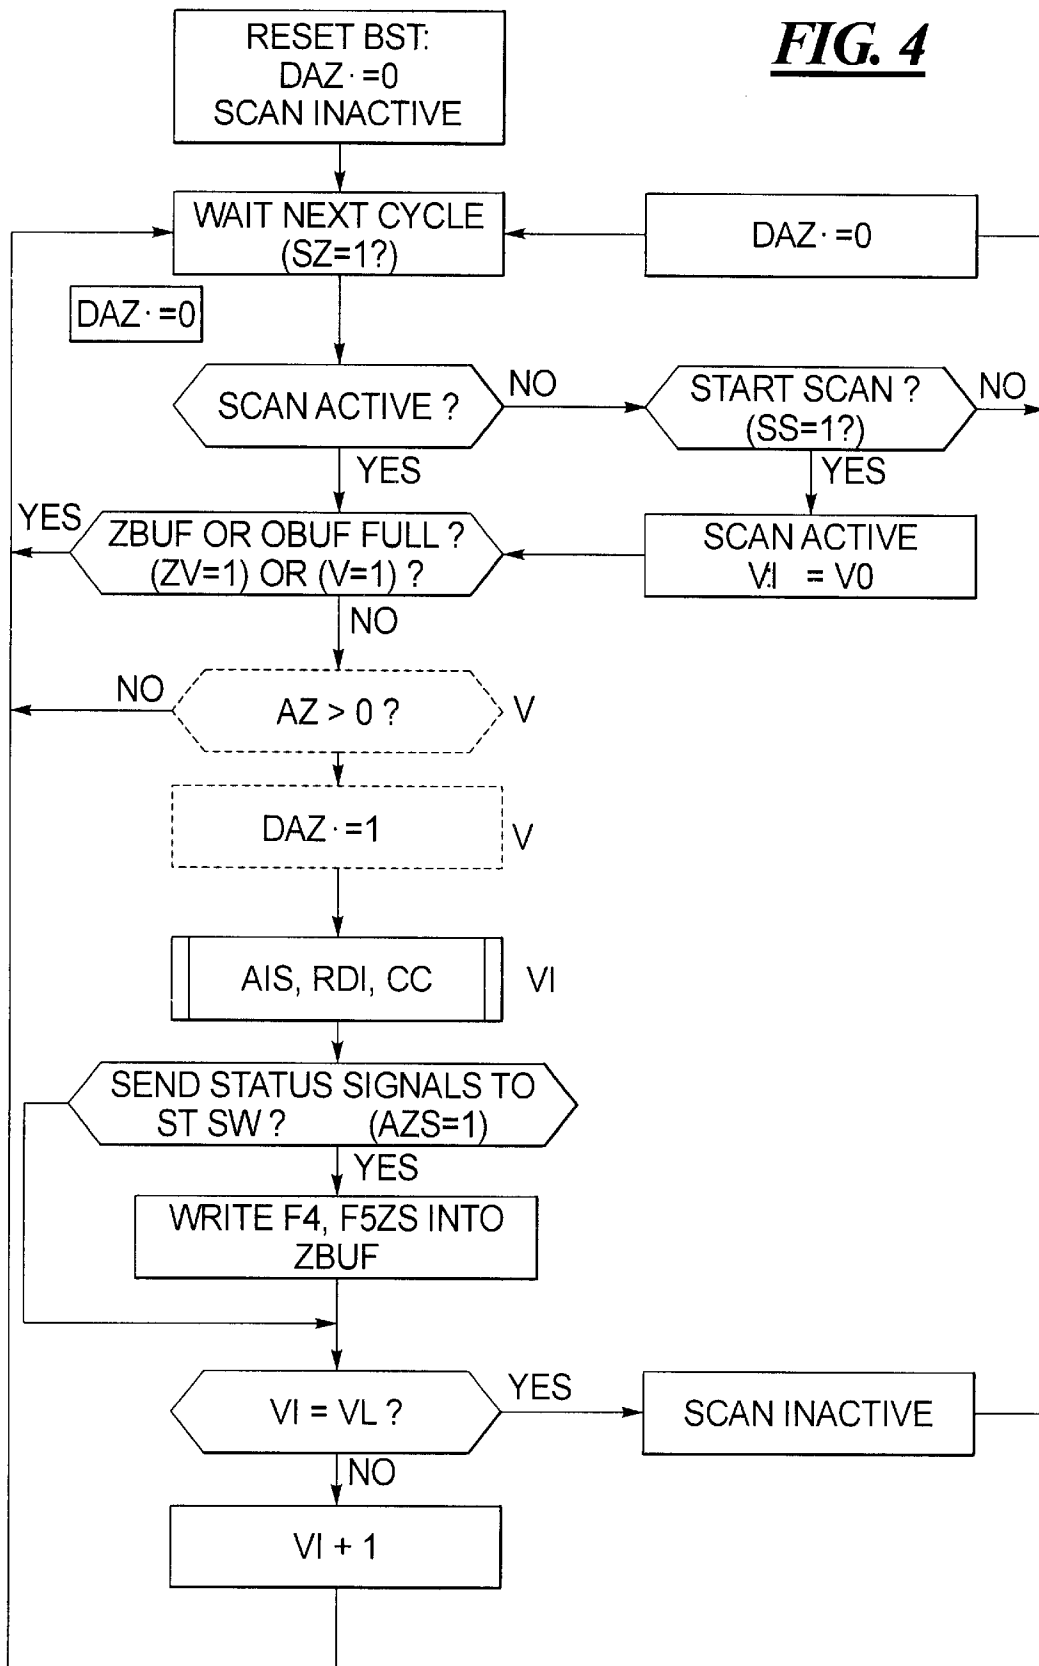 FIG. 4
RESET BST:
DAZ·=0
SCAN INACTIVE
WAIT NEXT CYCLE
(SZ=1?)
DAZ·=0
DAZ·=0
SCAN ACTIVE ?
NO
START SCAN ?
(SS=1?)
NO
YES
YES
YES
ZBUF OR OBUF FULL ?
(ZV=1) OR (V=1) ?
SCAN ACTIVE
V:I = V0
NO
NO
AZ > 0 ?
V
DAZ·=1
V
AIS, RDI, CC
VI
SEND STATUS SIGNALS TO
ST SW ? (AZS=1)
YES
WRITE F4, F5ZS INTO
ZBUF
VI = VL ?
YES
SCAN INACTIVE
NO
VI + 1